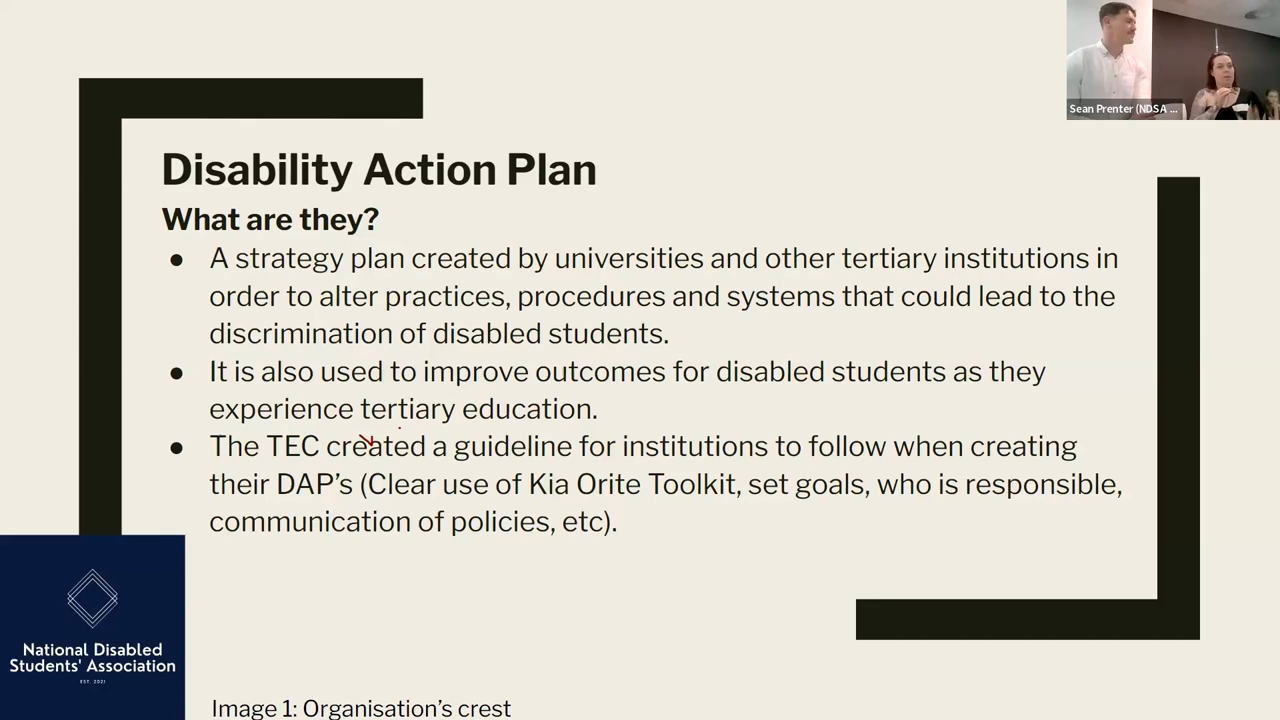 Sean Prenter (NDSA ...
Disability Action Plan
What are they?
● A strategy plan created by universities and other tertiary institutions in
order to alter practices, procedures and systems that could lead to the
discrimination of disabled students.
● It is also used to improve outcomes for disabled students as they
experience tertiary education.
● The TEC created a guideline for institutions to follow when creating
their DAP’s (Clear use of Kia Orite Toolkit, set goals, who is responsible,
communication of policies, etc).
National Disabled
Students' Association
EST. 2021
Image 1: Organisation’s crest